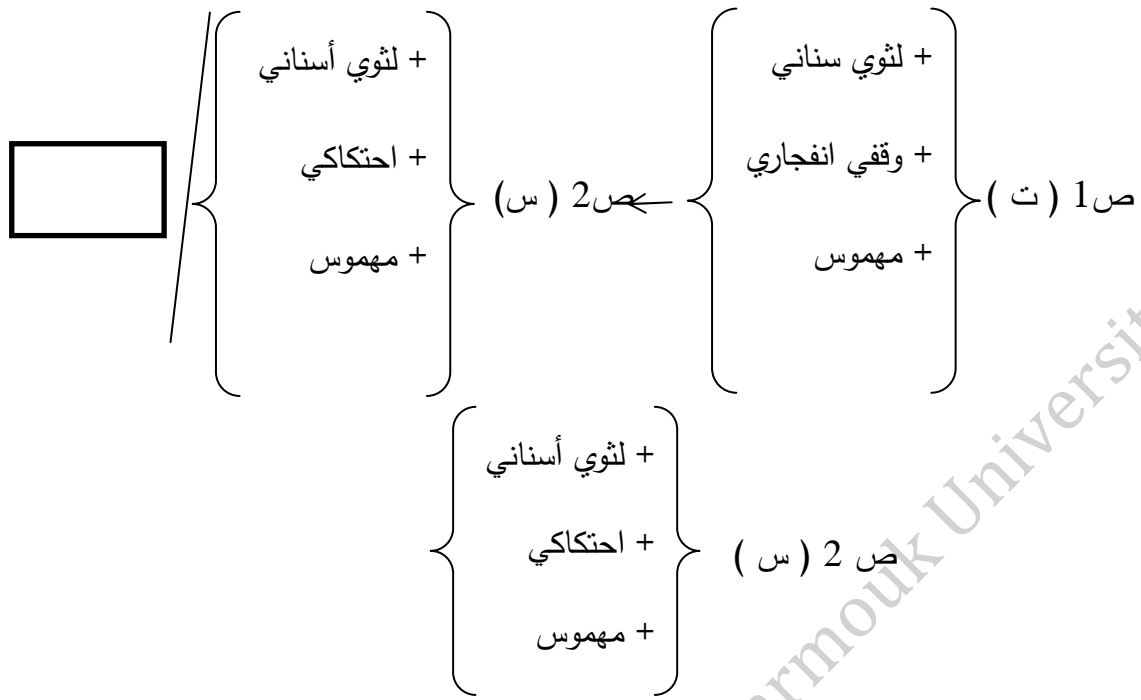 + لثوي سناني
+ لثوي أسناني
+ وقفي انفجاري
+ احتكاكي
ص1 ( ت )
ص2 ( س)
+ مهموس
+ مهموس
+ لثوي أسناني
ص 2 ( س )
+ احتكاكي
+ مهموس